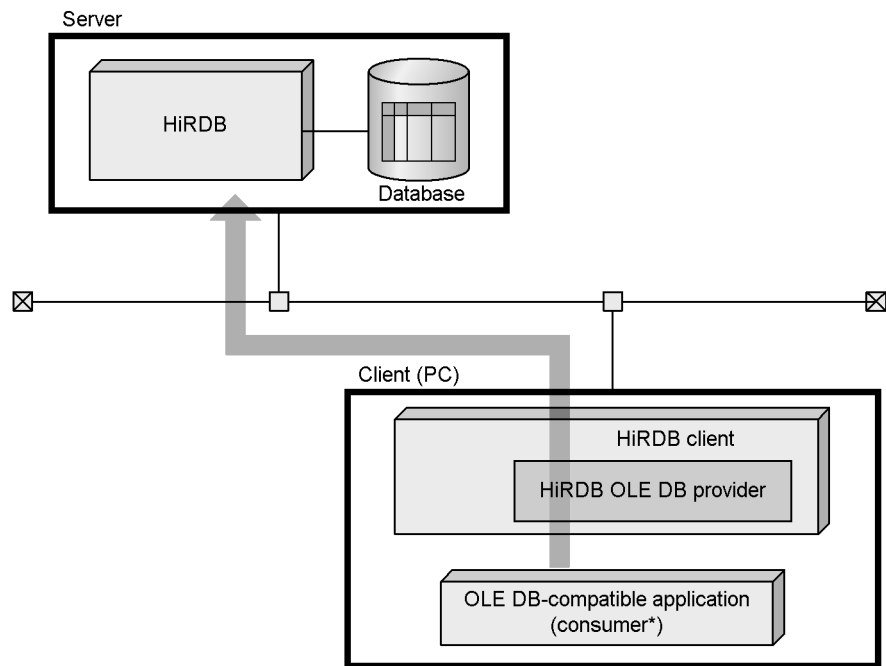 Server
HiRDB
Database
Client (PC)
HiRDB client
HiRDB OLE DB provider
OLE DB-compatible application
(consumer*)